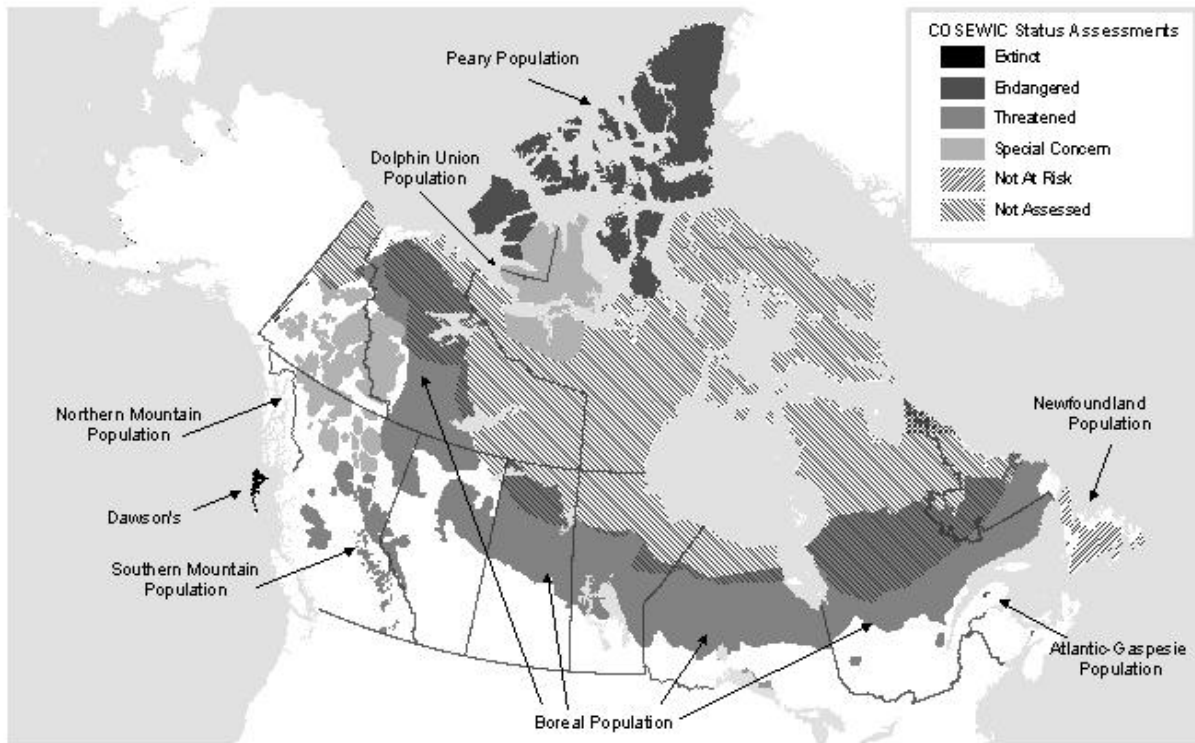 COSEWIC Status Assessments
Extinct
Endangered
Threatened
Special Concern
Not At Risk
Not Assessed
Peary Population
Dolphin Union
Population
Northern Mountain
Population
Newfoundland
Population
Dawson's
Southern Mountain
Population
Atlantic-Gaspesie
Population
Boreal Population